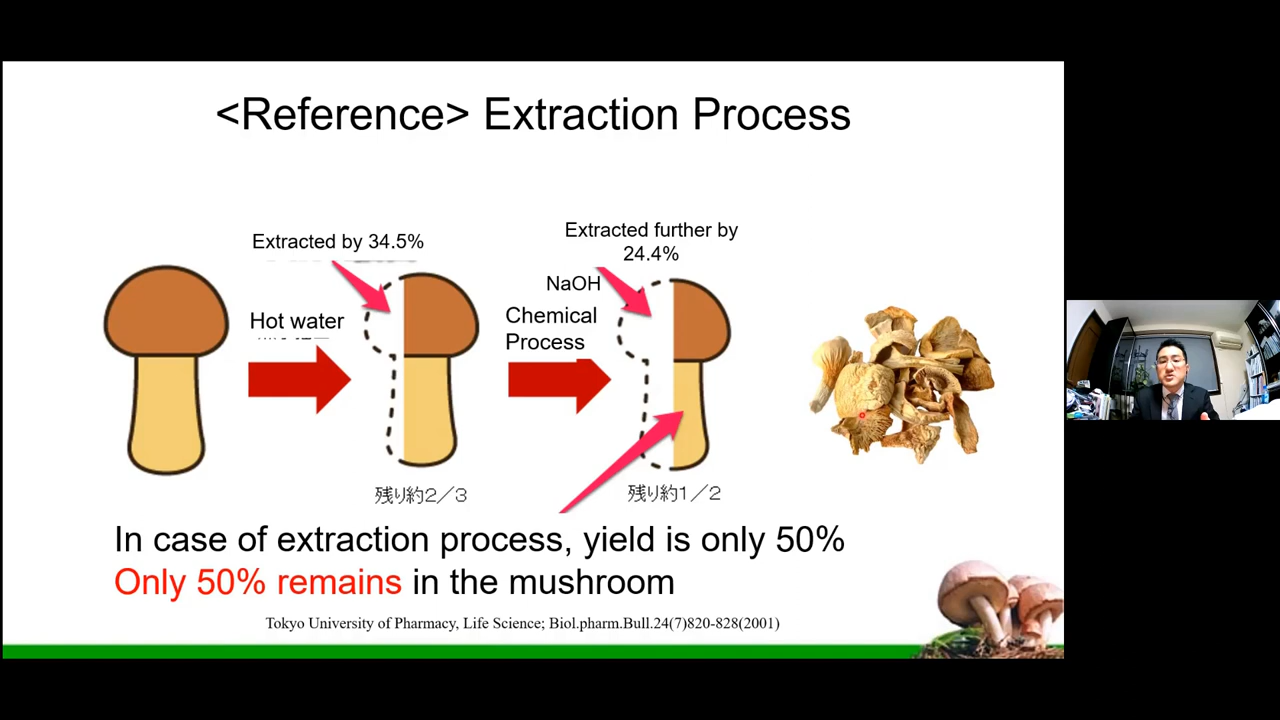 <Reference> Extraction Process
Extracted by 34.5%
Extracted further by
24.4%
NaOH
Hot water
Chemical
Process
残り約2/3
残り約1/2
In case of extraction process, yield is only 50%
Only 50% remains in the mushroom
Tokyo University of Pharmacy, Life Science; Biol.pharm.Bull.24(7)820-828(2001)